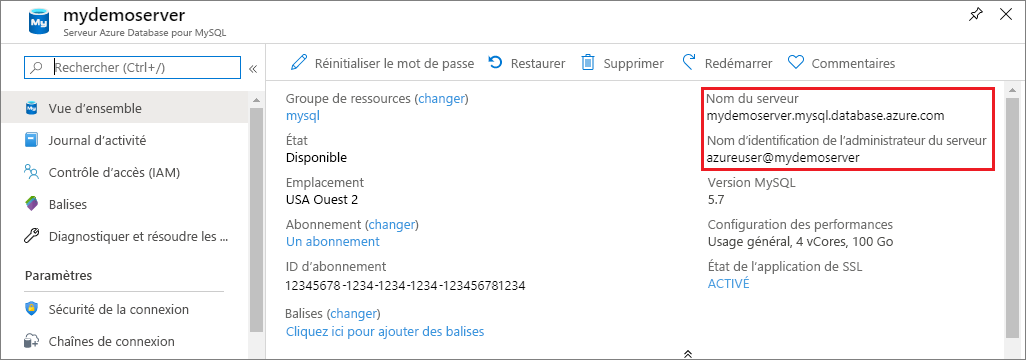 mydemoserver
Serveur Azure Database pour MySQL
Rechercher (Ctrl+/)
«
Vue d'ensemble
Journal d'activité
Contrôle d'accès (IAM)
Balises
Diagnostiquer et résoudre les ...
Paramètres
Sécurité de la connexion
Chaînes de connexion
Réinitialiser le mot de passe
Restaurer
Supprimer
Redémarrer
Commentaires
Groupe de ressources (changer)
mysql
État
Disponible
Emplacement
USA Ouest 2
Abonnement (changer)
Un abonnement
ID d'abonnement
12345678-1234-1234-1234-123456781234
Balises (changer)
Cliquez ici pour ajouter des balises
Nom du serveur
mydemoserver.mysql.database.azure.com
Nom d'identification de l'administrateur du serveur
azureuser@mydemoserver
Version MySQL
5.7
Configuration des performances
Usage général, 4 vCores, 100 Go
État de l'application de SSL
ACTIVÉ